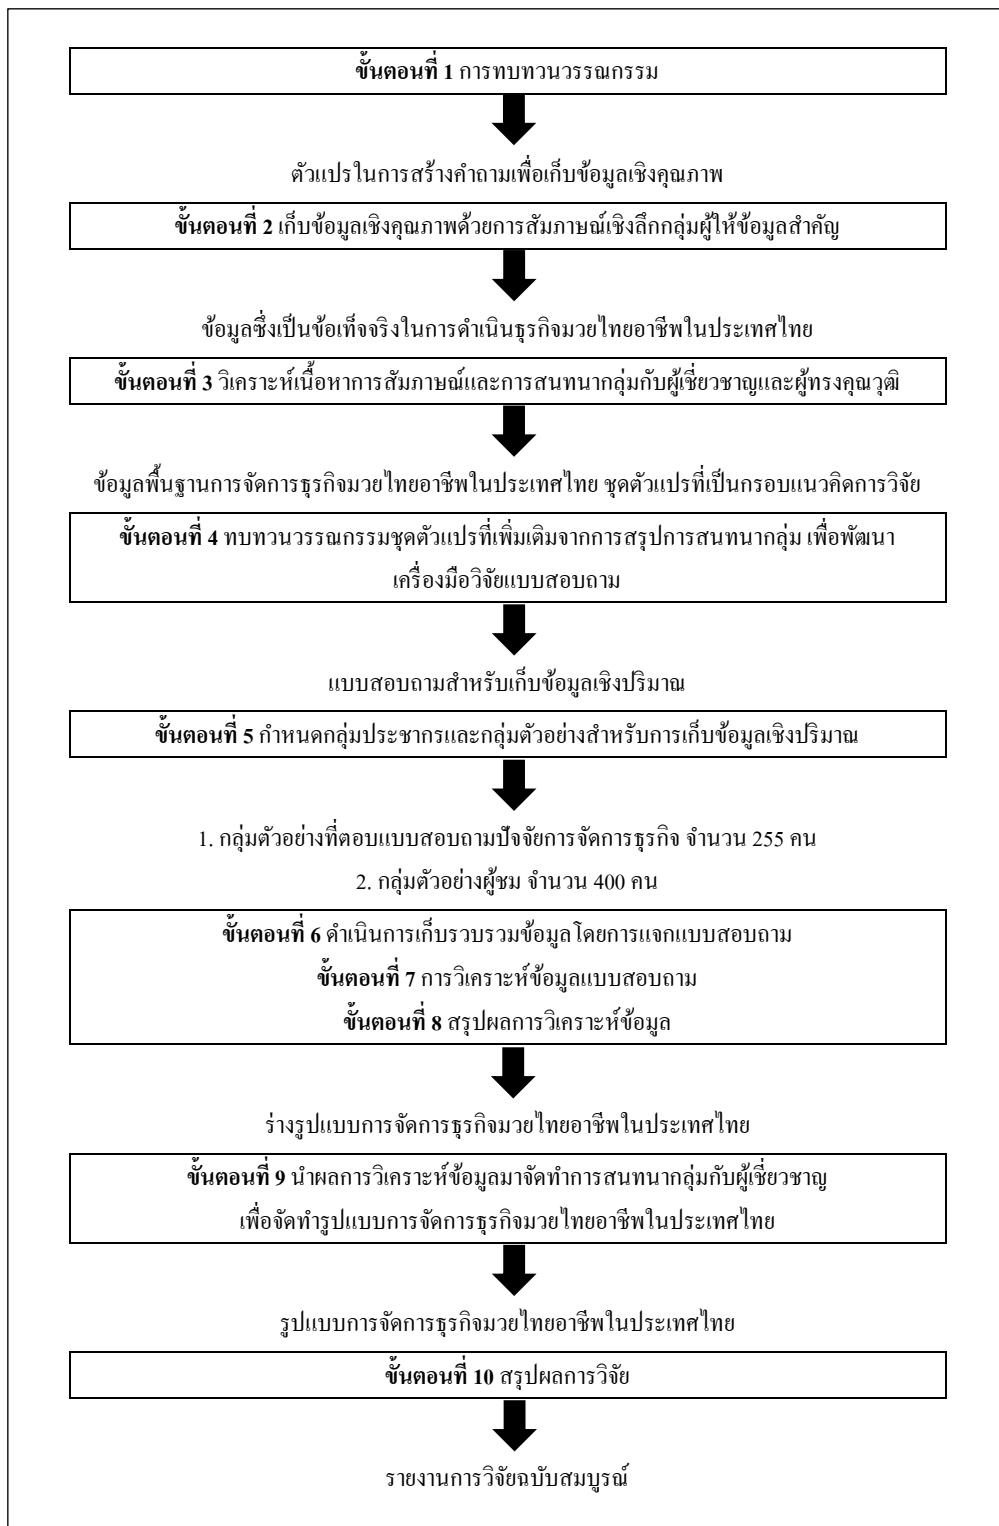 ขั้นตอนที่ 1 การทบทวนวรรณกรรม
ตัวแปรในการสร้างคำถามเพื่อเก็บข้อมูลเชิงคุณภาพ
ขั้นตอนที่ 2 เก็บข้อมูลเชิงคุณภาพด้วยการสัมภาษณ์เชิงลึกกลุ่มผู้ให้ข้อมูลสำคัญ
ข้อมูลซึ่งเป็นข้อเท็จจริงในการดำเนินธุรกิจมวยไทยอาชีพในประเทศไทย
ขั้นตอนที่ 3 วิเคราะห์เนื้อหาการสัมภาษณ์และการสนทนากลุ่มกับผู้เชี่ยวชาญและผู้ทรงคุณวุฒิ
ข้อมูลพื้นฐานการจัดการธุรกิจมวยไทยอาชีพในประเทศไทย ชุดตัวแปรที่เป็นกรอบแนวคิดการวิจัย
ขั้นตอนที่ 4 ทบทวนวรรณกรรมชุดตัวแปรที่เพิ่มเติมจากการสรุปการสนทนากลุ่ม เพื่อพัฒนา
เครื่องมือวิจัยแบบสอบถาม
แบบสอบถามสำหรับเก็บข้อมูลเชิงปริมาณ
ขั้นตอนที่ 5 กำหนดกลุ่มประชากรและกลุ่มตัวอย่างสำหรับการเก็บข้อมูลเชิงปริมาณ
1. กลุ่มตัวอย่างที่ตอบแบบสอบถามปัจจัยการจัดการธุรกิจ จำนวน 255 คน
2. กลุ่มตัวอย่างผู้ชม จำนวน 400 คน
ขั้นตอนที่ 6 ดำเนินการเก็บรวบรวมข้อมูลโดยการแจกแบบสอบถาม
ขั้นตอนที่ 7 การวิเคราะห์ข้อมูลแบบสอบถาม
ขั้นตอนที่ 8 สรุปผลการวิเคราะห์ข้อมูล
ร่างรูปแบบการจัดการธุรกิจมวยไทยอาชีพในประเทศไทย
ขั้นตอนที่ 9 นำผลการวิเคราะห์ข้อมูลมาจัดทำการสนทนากลุ่มกับผู้เชี่ยวชาญ
เพื่อจัดทำรูปแบบการจัดการธุรกิจมวยไทยอาชีพในประเทศไทย
รูปแบบการจัดการธุรกิจมวยไทยอาชีพในประเทศไทย
ขั้นตอนที่ 10 สรุปผลการวิจัย
รายงานการวิจัยฉบับสมบูรณ์